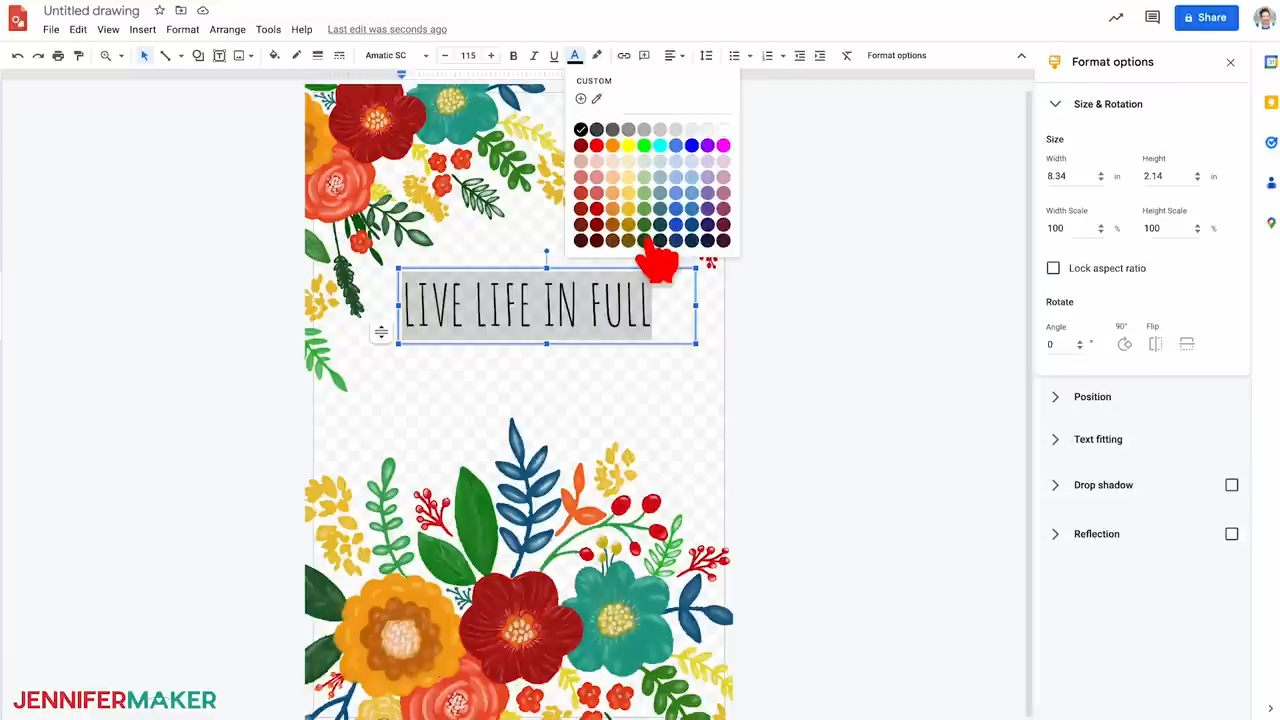 Untitled drawing
File Edit View Insert Format Arrange Tools Help Last edit was seconds ago
Share
Amatic SC 115 B I U A Format options
CUSTOM
LIVE LIFE IN FULL
Format options
Size & Rotation
Size
Width Height
8.34 in 2.14 in
Width Scale Height Scale
100 % 100 %
Lock aspect ratio
Rotate
Angle 90° Flip
0 °
Position
Text fitting
Drop shadow
Reflection
JENNIFERMAKER